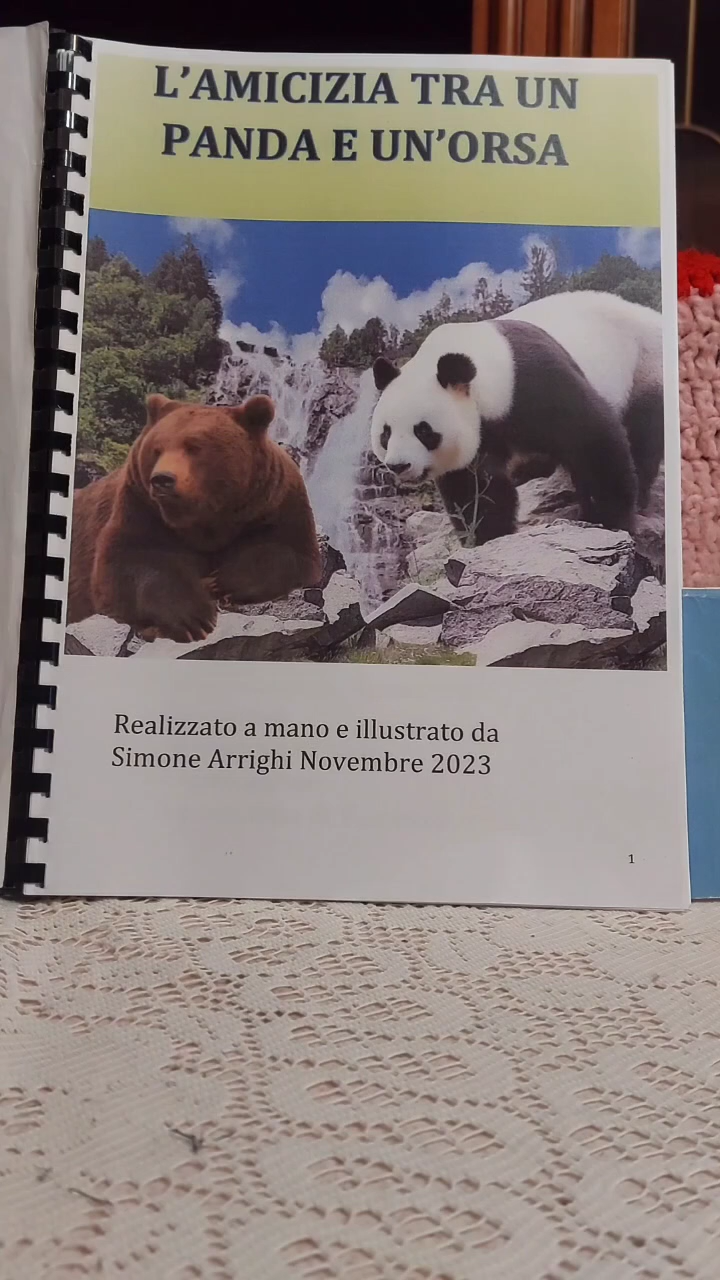 L’AMICIZIA TRA UN
PANDA E UN’ORSA
Realizzato a mano e illustrato da
Simone Arrighi Novembre 2023
1